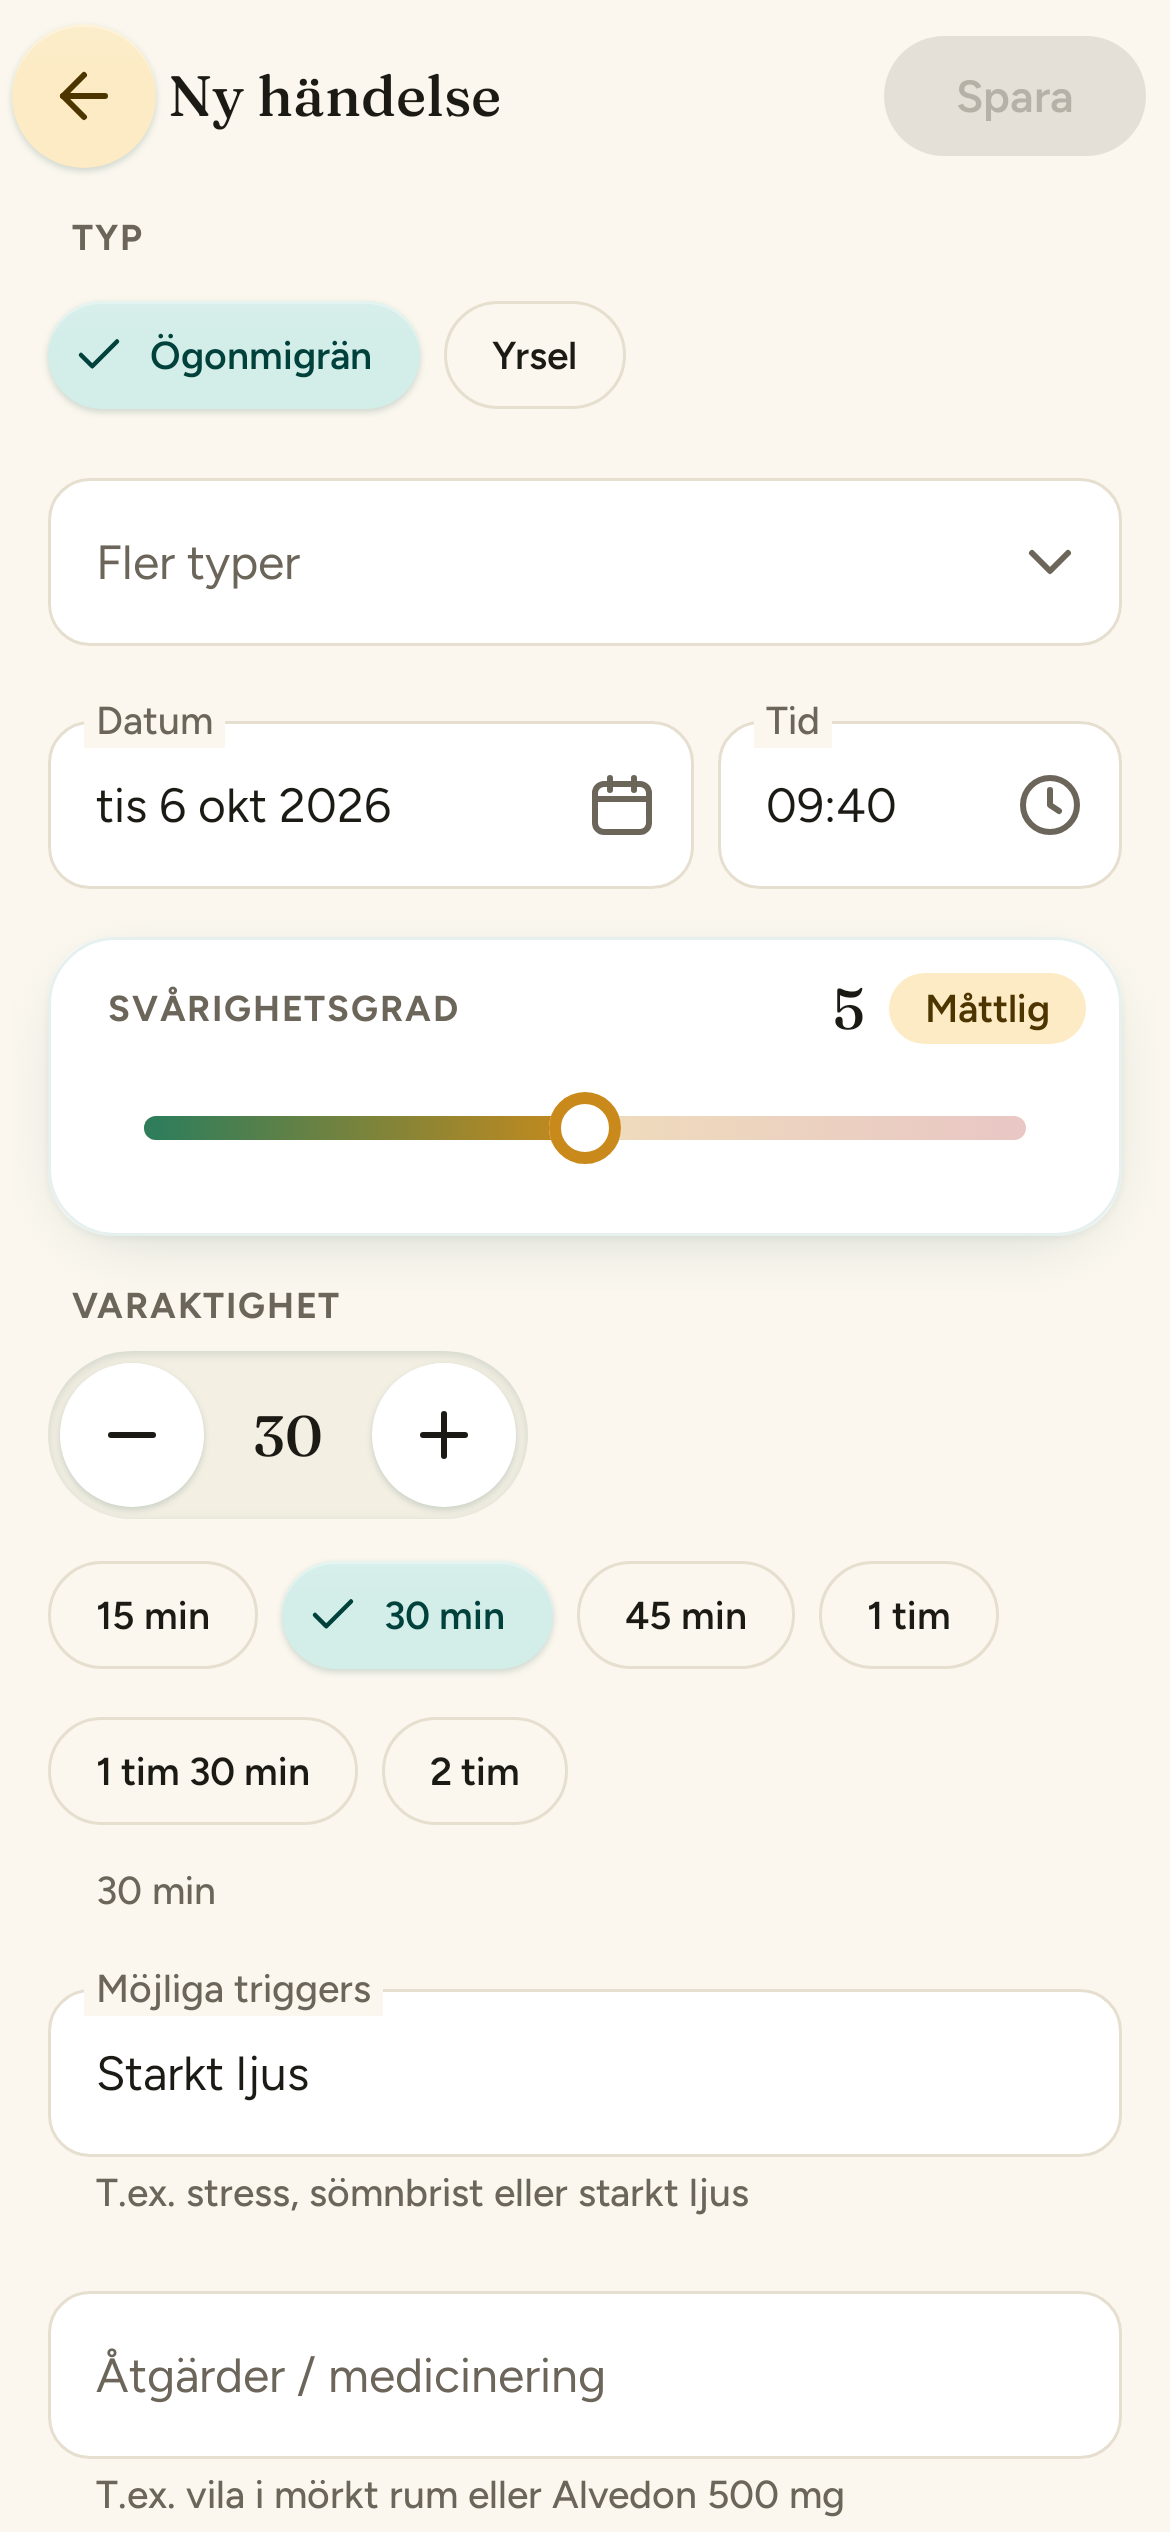 Ny händelse
Spara
TYP
Ögonmigrän
Yrsel
Fler typer
Datum
Tid
tis 6 okt 2026
09:40
SVÅRIGHETSGRAD
5
Måttlig
VARAKTIGHET
30
15 min
30 min
45 min
1 tim
1 tim 30 min
2 tim
30 min
Möjliga triggers
Starkt ljus
T.ex. stress, sömnbrist eller starkt ljus
Åtgärder / medicinering
T.ex. vila i mörkt rum eller Alvedon 500 mg